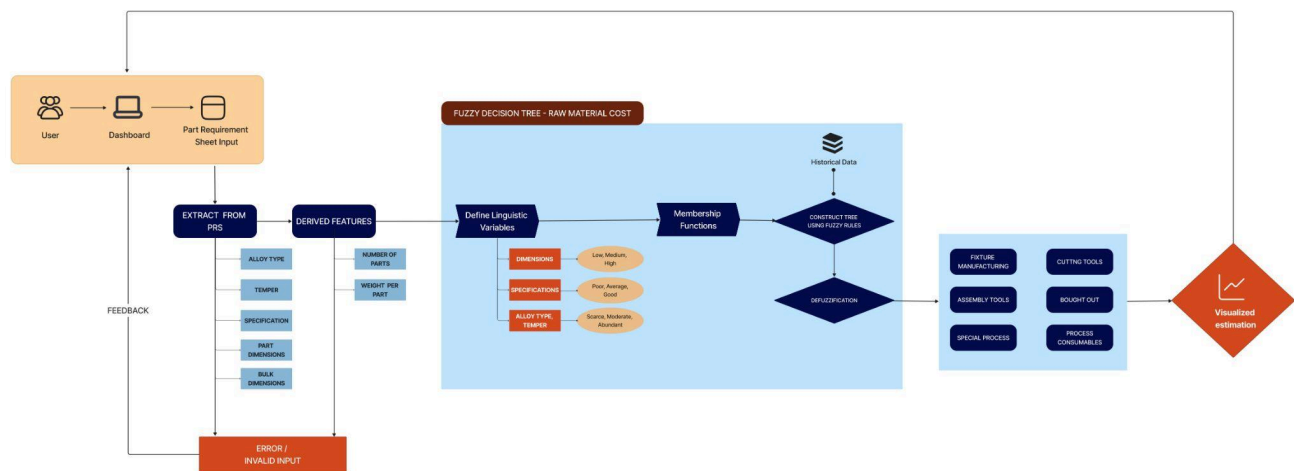 FUZZY DECISION TREE - RAW MATERIAL COST
User
Dashboard
Part Requirement
Sheet Input
Historical Data
EXTRACT FROM
PRS
DERIVED FEATURES
Define Linguistic
Variables
Membership
Functions
CONSTRUCT TREE
USING FUZZY RULES
ALLOY TYPE
TEMPER
SPECIFICATION
PART
DIMENSIONS
BULK
DIMENSIONS
NUMBER OF
PARTS
WEIGHT PER
PART
DIMENSIONS
Low, Medium,
High
SPECIFICATIONS
Poor, Average,
Good
ALLOY TYPE,
TEMPER
Scarce, Moderate,
Abundant
DEFUZZIFICATION
FIXTURE
MANUFACTURING
CUTTNG TOOLS
ASSEMBLY TOOLS
BOUGHT OUT
SPECIAL PROCESS
PROCESS
CONSUMABLES
Visualized
estimation
FEEDBACK
ERROR /
INVALID INPUT